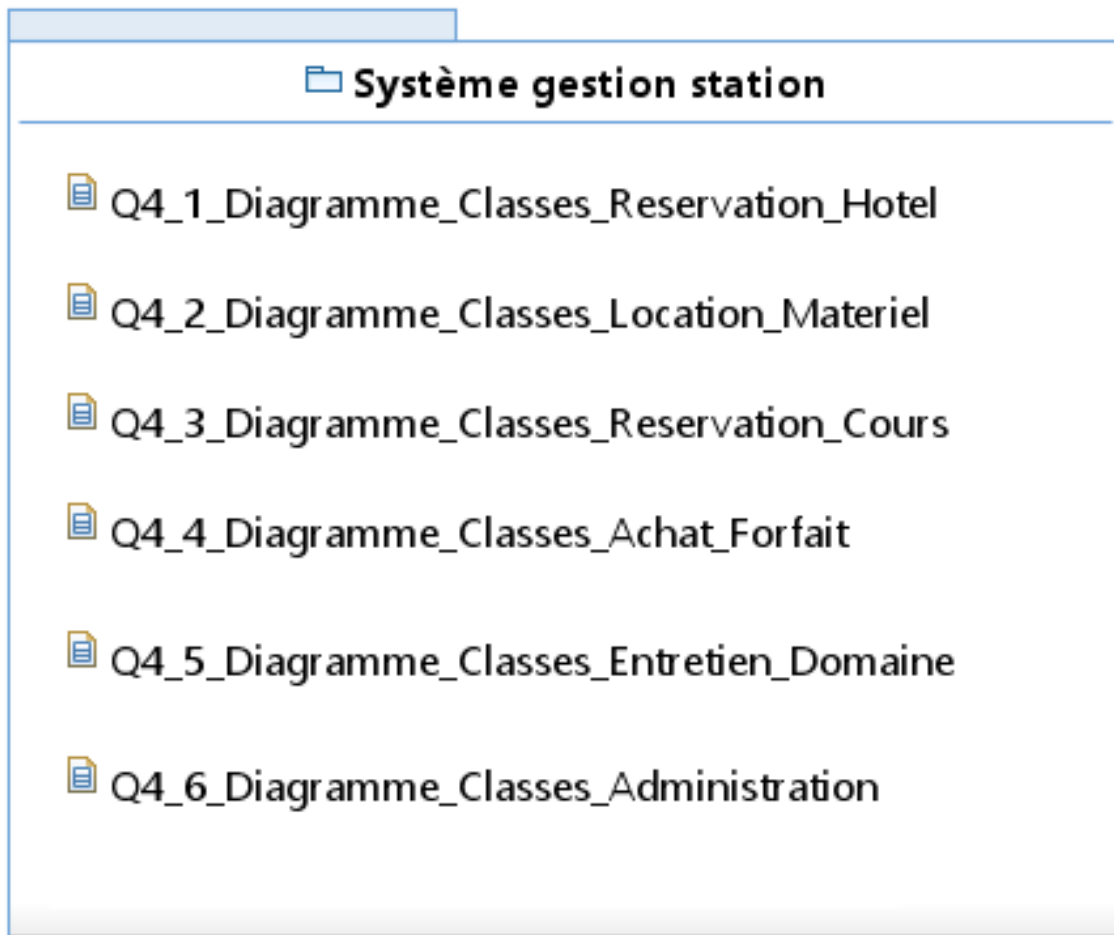 Système gestion station
Q4_1_Diagramme_Classes_Reservation_Hotel
Q4_2_Diagramme_Classes_Location_Materiel
Q4_3_Diagramme_Classes_Reservation_Cours
Q4_4_Diagramme_Classes_Achat_Forfait
Q4_5_Diagramme_Classes_Entretien_Domaine
Q4_6_Diagramme_Classes_Administration